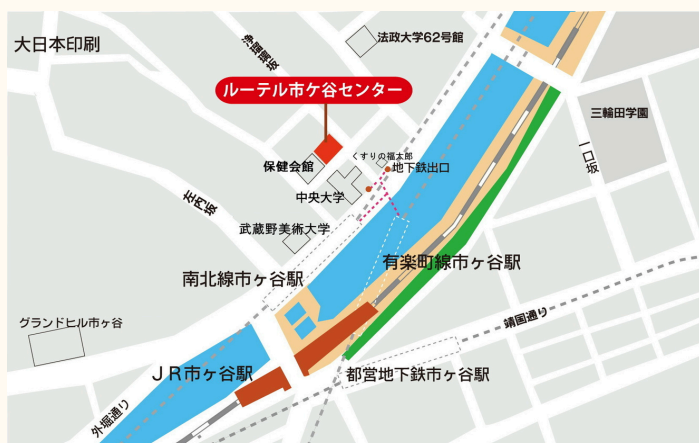 大日本印刷
浄瑠璃坂
法政大学62号館
ルーテル市ケ谷センター
三輪田学園
一口坂
くすりの福太郎
保健会館
地下鉄出口
中央大学
左内坂
武蔵野美術大学
有楽町線市ヶ谷駅
南北線市ヶ谷駅
靖国通り
グランドヒル市ヶ谷
JR市ヶ谷駅
都営地下鉄市ヶ谷駅
外堀通り